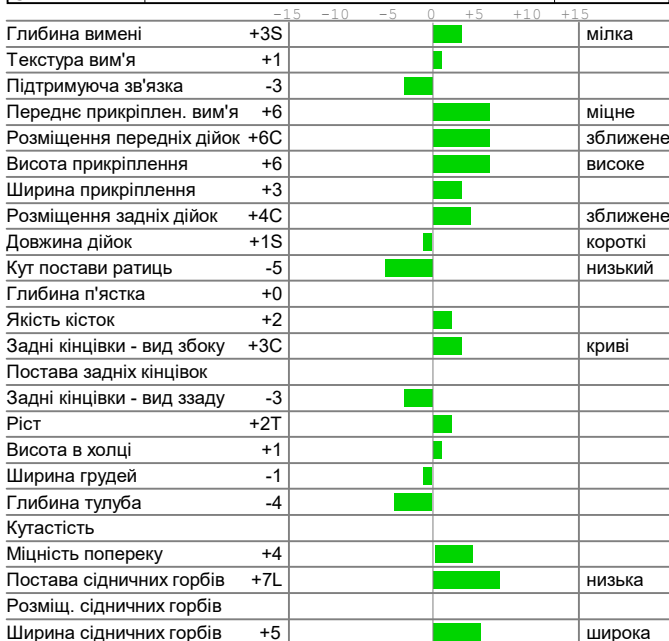 -15 -10 -5 0 +5 +10 +15
Глибина вимені +3S мілка
Текстура вим'я +1
Підтримуюча зв'язка -3
Переднє прикріплен. вим'я +6 міцне
Розміщення передніх дійок +6C зближене
Висота прикріплення +6 високе
Ширина прикріплення +3
Розміщення задніх дійок +4C зближене
Довжина дійок +1S короткі
Кут постави ратиць -5 низький
Глибина п'ястка +0
Якість кісток +2
Задні кінцівки - вид збоку +3C криві
Постава задніх кінцівок
Задні кінцівки - вид ззаду -3
Ріст +2T
Висота в холці +1
Ширина грудей -1
Глибина тулуба -4
Кутастість
Міцність попереку +4
Постава сідничних горбів +7L низька
Розміщ. сідничних горбів
Ширина сідничних горбів +5 широка